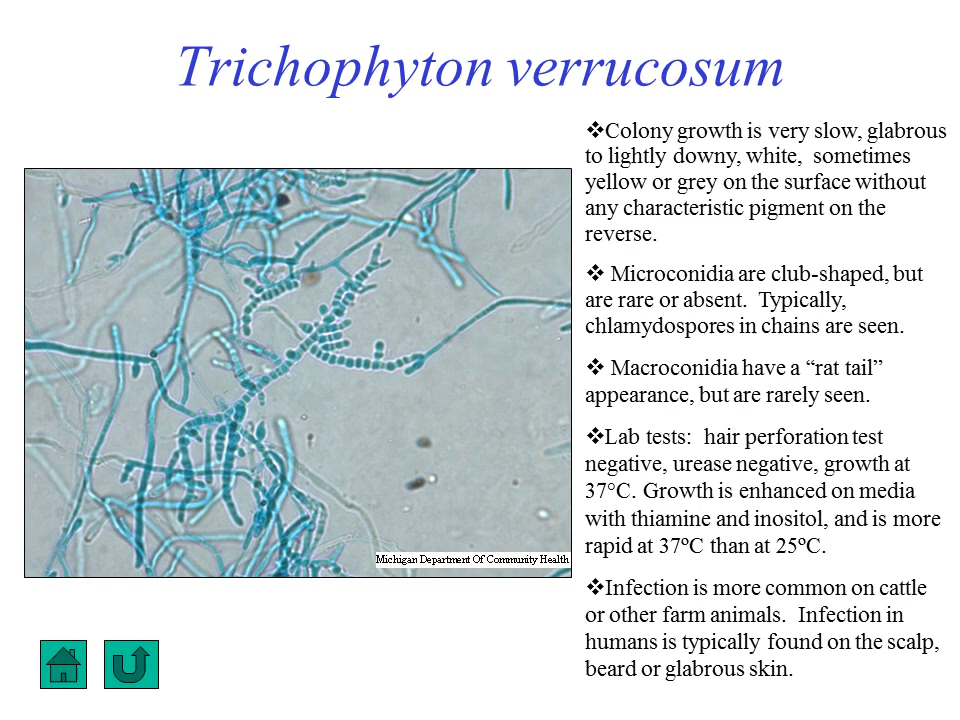 Trichophyton verrucosum
❖Colony growth is very slow, glabrous
to lightly downy, white,  sometimes
yellow or grey on the surface without
any characteristic pigment on the
reverse.
❖ Microconidia are club-shaped, but
are rare or absent.  Typically,
chlamydospores in chains are seen.
❖ Macroconidia have a “rat tail”
appearance, but are rarely seen.
❖Lab tests:  hair perforation test
negative, urease negative, growth at
37°C. Growth is enhanced on media
with thiamine and inositol, and is more
rapid at 37ºC than at 25ºC.
❖Infection is more common on cattle
or other farm animals.  Infection in
humans is typically found on the scalp,
beard or glabrous skin.
Michigan Department Of Community Health